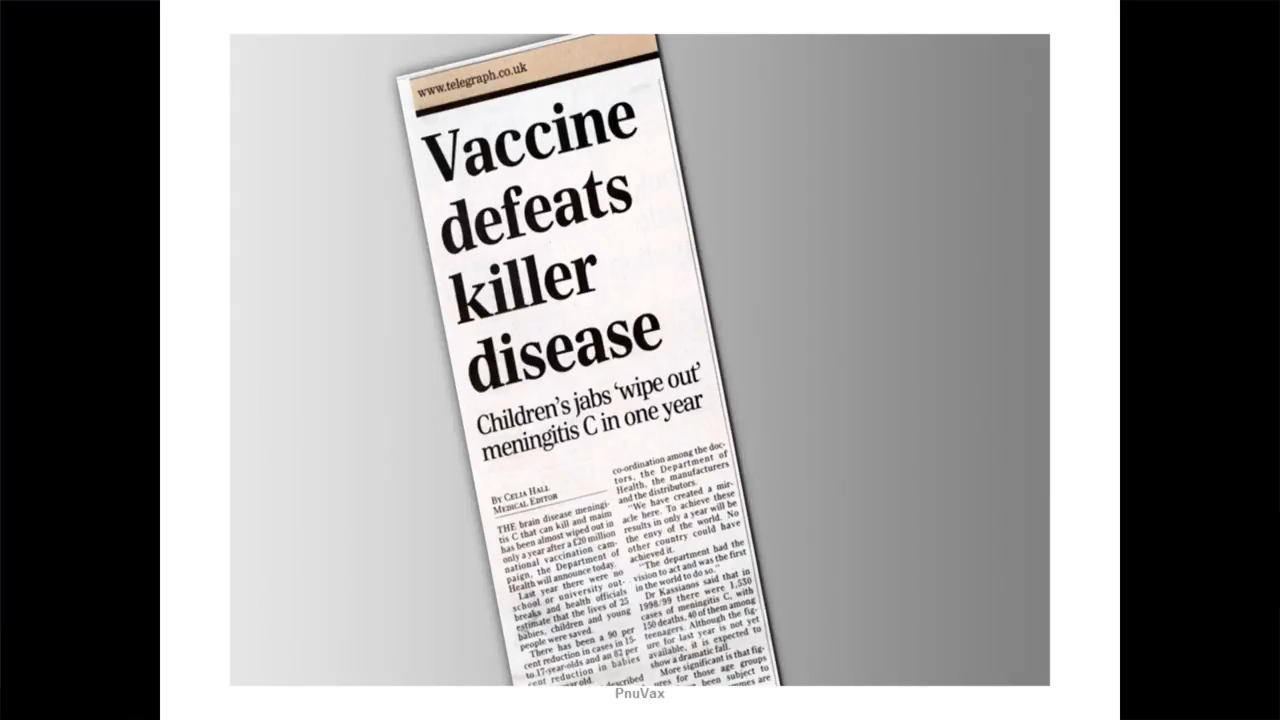 www.telegraph.co.uk
Vaccine
defeats
killer
disease
Children's jabs 'wipe out'
meningitis C in one year
BY CELIA HALL
MEDICAL EDITOR
THE brain disease meningi-
tis C that can kill and maim
has been almost wiped out in
only a year after a £20 million
national vaccination cam-
paign, the Department of
Health will announce today.
Last year there were no
school or university out-
breaks and health officials
estimate that the lives of 25
babies, children and young
people were saved.
There has been a 90 per
cent reduction in cases in 15-
to 17-year-olds and an 82 per
cent reduction in babies
co-ordination among the doc-
tors, the Department of
Health, the manufacturers
and the distributors.
"We have created a mir-
acle here. To achieve these
results in only a year will be
the envy of the world. No
other country could have
achieved it.
"The department had the
vision to act and was the first
in the world to do so."
Dr Kassianos said that in
1998/99 there were 1,530
cases of meningitis C, with
150 deaths, 40 of them among
teenagers. Although the fig-
ure for last year is not yet
available, it is expected to
show a dramatic fall.
More significant is that fig-
ures for those age groups
been subject to
PnuVax